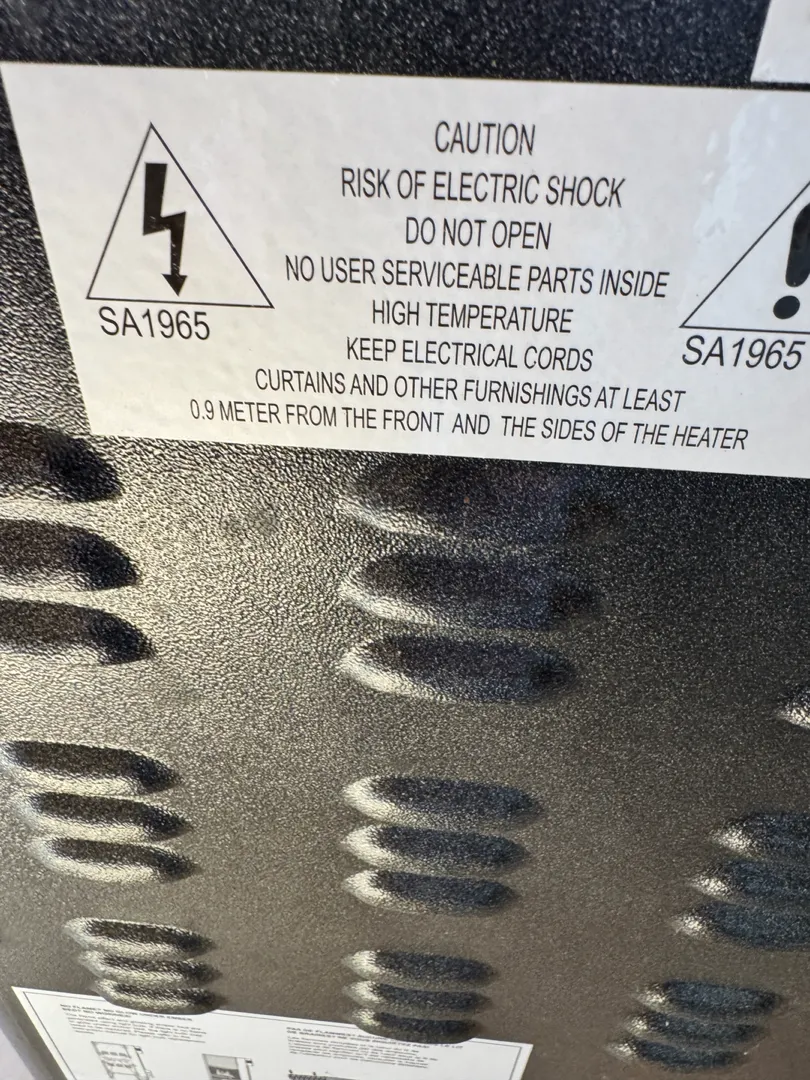 CAUTION
RISK OF ELECTRIC SHOCK
DO NOT OPEN
NO USER SERVICEABLE PARTS INSIDE
HIGH TEMPERATURE
KEEP ELECTRICAL CORDS
CURTAINS AND OTHER FURNISHINGS AT LEAST
0.9 METER FROM THE FRONT AND THE SIDES OF THE HEATER
SA1965
SA1965